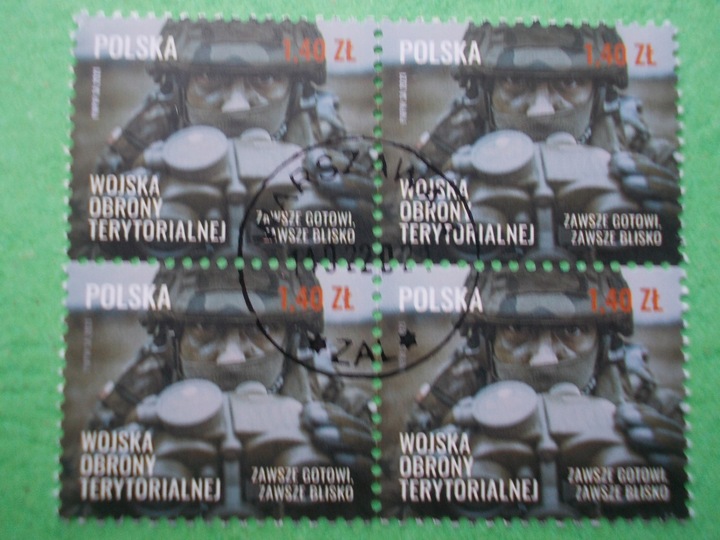 POLSKA 1,40 ZŁ
WOJSKA
OBRONY
TERYTORIALNEJ
ZAWSZE GOTOWI,
ZAWSZE BLISKO
POLSKA 1,40 ZŁ
WOJSKA
OBRONY
TERYTORIALNEJ
ZAWSZE GOTOWI,
ZAWSZE BLISKO
WARSZAWA
ZAL
POLSKA 1,40 ZŁ
WOJSKA
OBRONY
TERYTORIALNEJ
ZAWSZE GOTOWI,
ZAWSZE BLISKO
POLSKA 1,40 ZŁ
WOJSKA
OBRONY
TERYTORIALNEJ
ZAWSZE GOTOWI,
ZAWSZE BLISKO